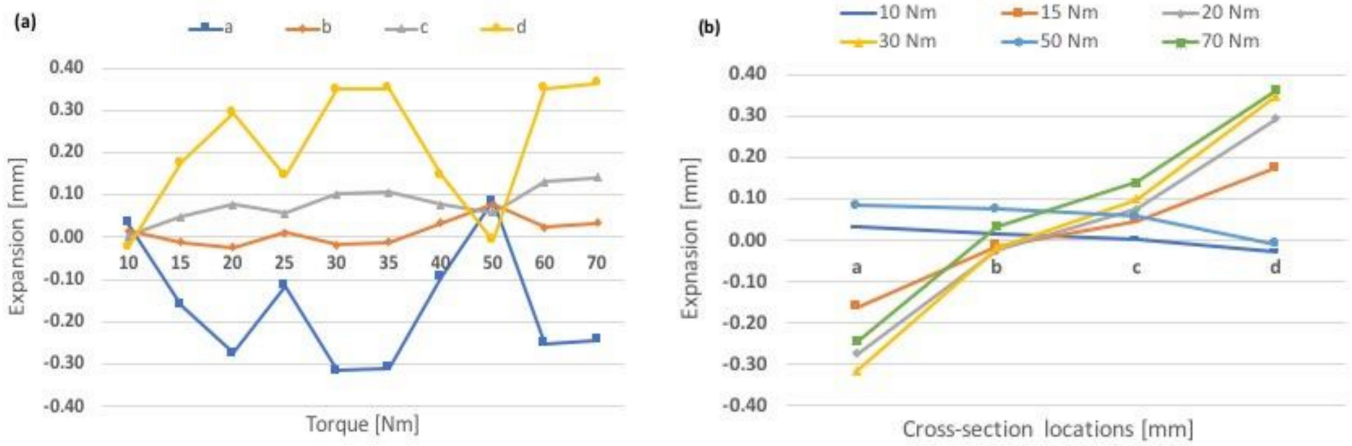 (a)
a b c d
0.40
0.30
0.20
0.10
0.00
-0.10
-0.20
-0.30
-0.40
10 15 20 25 30 35 40 50 60 70
Expansion [mm]
Torque [Nm]
(b)
10 Nm 15 Nm 20 Nm
30 Nm 50 Nm 70 Nm
0.40
0.30
0.20
0.10
0.00
-0.10
-0.20
-0.30
-0.40
a b c d
Expnasion [mm]
Cross-section locations [mm]